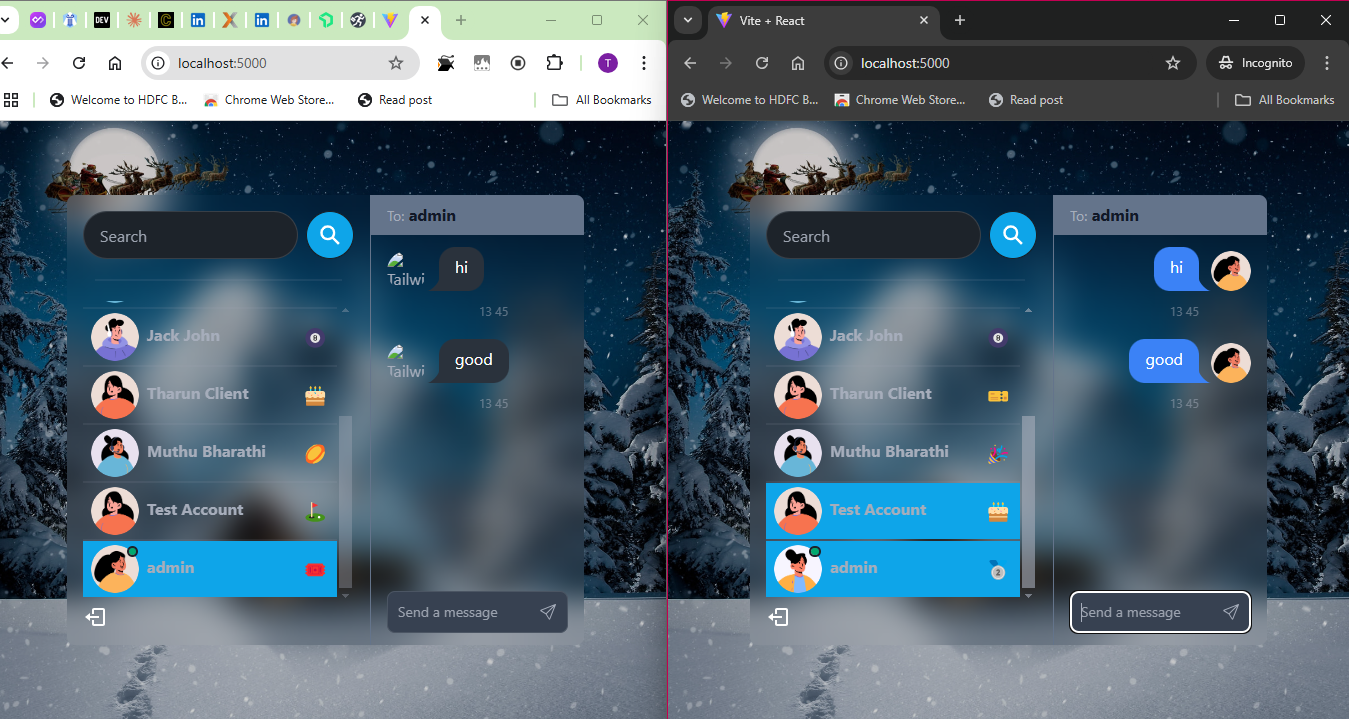 DEV
Vite + React
localhost:5000
T
localhost:5000
Incognito
Welcome to HDFC B...
Chrome Web Store...
Read post
All Bookmarks
Welcome to HDFC B...
Chrome Web Store...
Read post
All Bookmarks
Search
To: admin
hi
Tailwi
13 45
good
Tailwi
13 45
Jack John
8
Tharun Client
Muthu Bharathi
Test Account
admin
Send a message
Search
To: admin
hi
13 45
good
13 45
Jack John
8
Tharun Client
Muthu Bharathi
Test Account
admin
2
Send a message